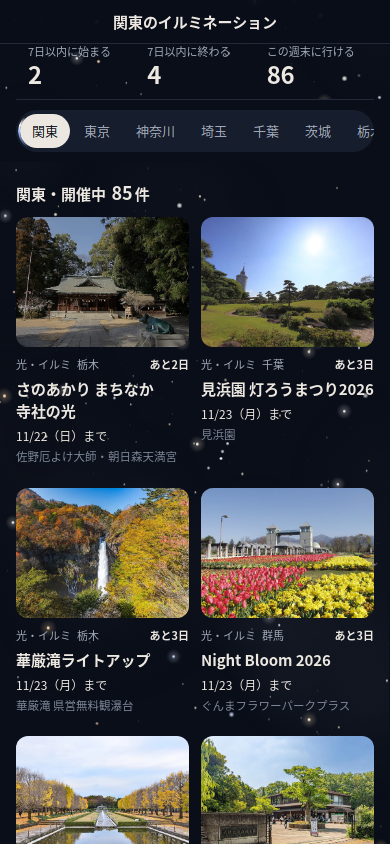 関東のイルミネーション
7日以内に始まる
7日以内に終わる
この週末に行ける
2
4
86
関東
東京
神奈川
埼玉
千葉
茨城
栃
関東・開催中 85件
光・イルミ 栃木
あと2日
さのあかり まちなか
寺社の光
11/22（日）まで
佐野厄よけ大師・朝日森天満宮
光・イルミ 千葉
あと3日
見浜園 灯ろうまつり2026
11/23（月）まで
見浜園
光・イルミ 栃木
あと3日
華厳滝ライトアップ
11/23（月）まで
華厳滝 県営無料観瀑台
光・イルミ 群馬
あと3日
Night Bloom 2026
11/23（月）まで
ぐんまフラワーパークプラス